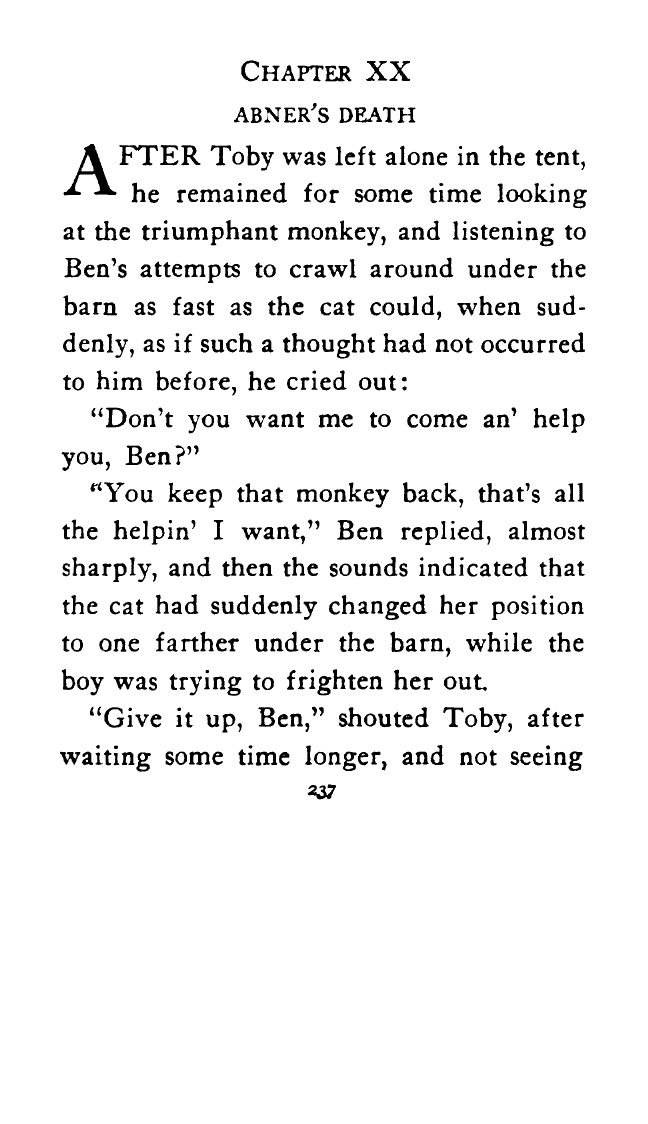 CHAPTER XX
ABNER'S DEATH
AFTER Toby was left alone in the tent,
he remained for some time looking
at the triumphant monkey, and listening to
Ben's attempts to crawl around under the
barn as fast as the cat could, when sud-
denly, as if such a thought had not occurred
to him before, he cried out:
"Don't you want me to come an' help
you, Ben?"
"You keep that monkey back, that's all
the helpin' I want," Ben replied, almost
sharply, and then the sounds indicated that
the cat had suddenly changed her position
to one farther under the barn, while the
boy was trying to frighten her out.
"Give it up, Ben," shouted Toby, after
waiting some time longer, and not seeing
237